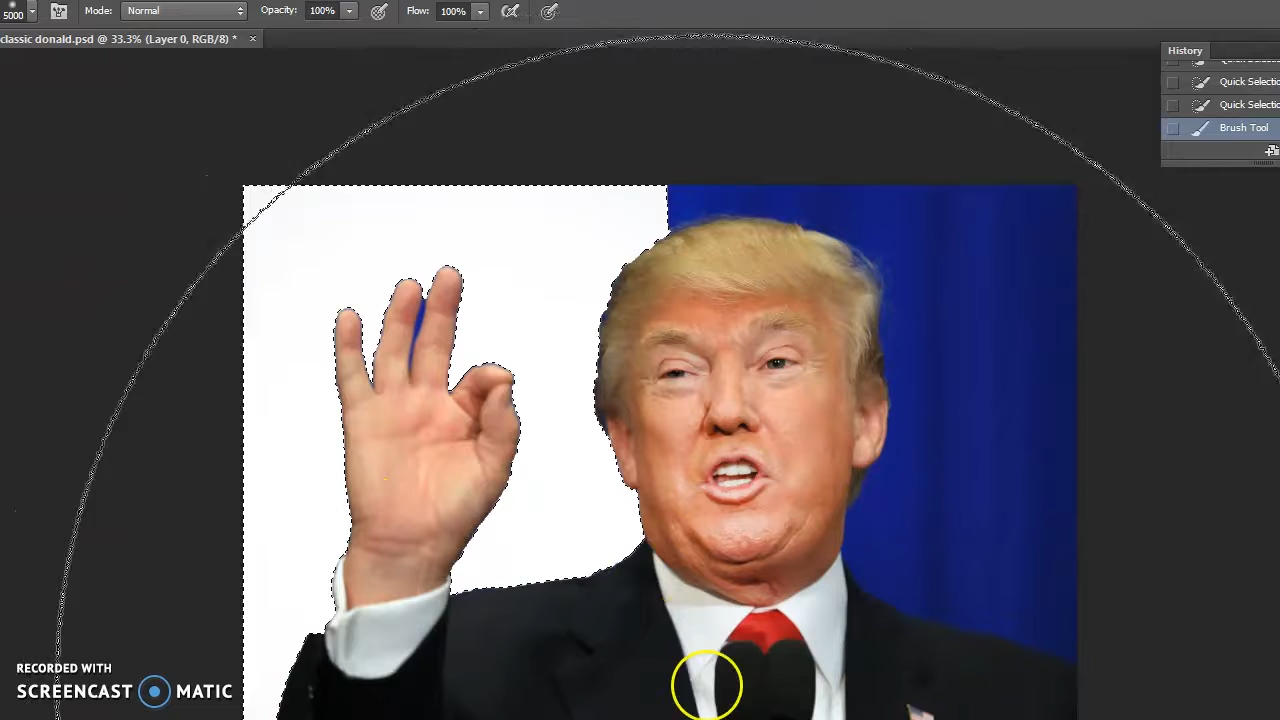 5000 Mode: Normal Opacity: 100% Flow: 100%
classic donald.psd @ 33.3% (Layer 0, RGB/8) * ×
History
Quick Selectio
Quick Selectio
Brush Tool
RECORDED WITH
SCREENCAST MATIC